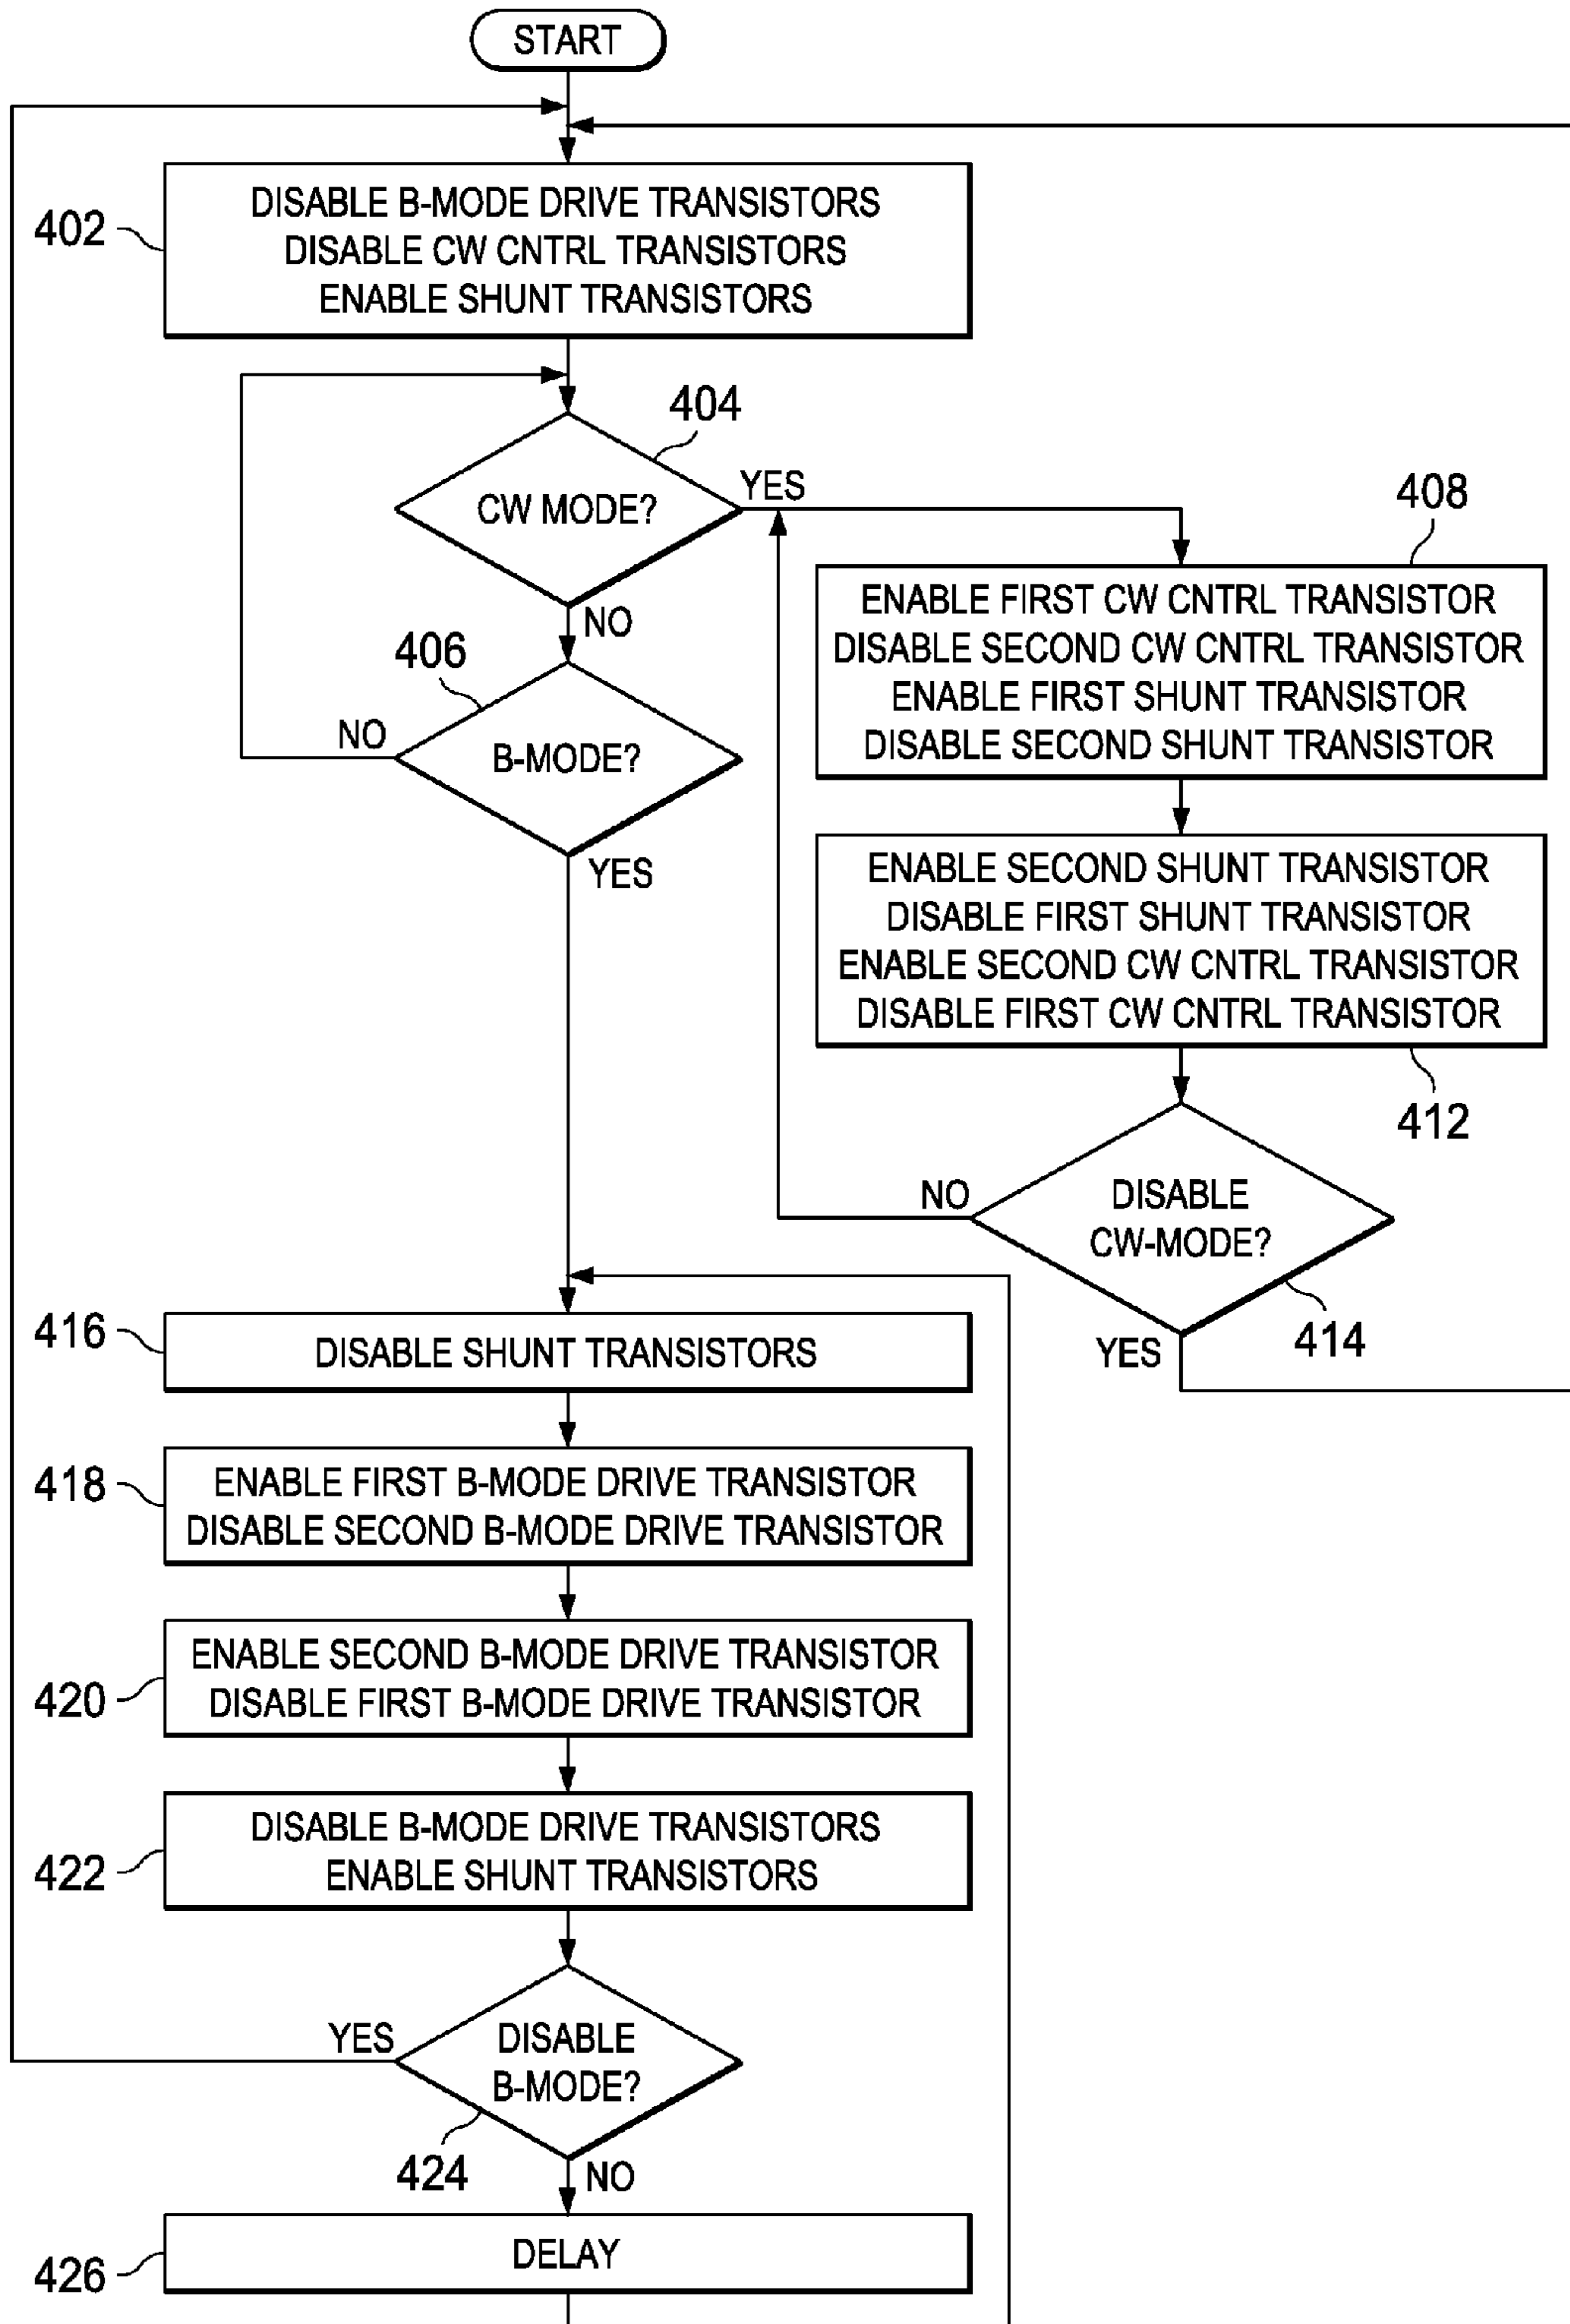 START
402
DISABLE B-MODE DRIVE TRANSISTORS
DISABLE CW CNTRL TRANSISTORS
ENABLE SHUNT TRANSISTORS
404
CW MODE?
YES
NO
406
B-MODE?
NO
YES
408
ENABLE FIRST CW CNTRL TRANSISTOR
DISABLE SECOND CW CNTRL TRANSISTOR
ENABLE FIRST SHUNT TRANSISTOR
DISABLE SECOND SHUNT TRANSISTOR
ENABLE SECOND SHUNT TRANSISTOR
DISABLE FIRST SHUNT TRANSISTOR
ENABLE SECOND CW CNTRL TRANSISTOR
DISABLE FIRST CW CNTRL TRANSISTOR
412
NO
DISABLE
CW-MODE?
YES
414
416
DISABLE SHUNT TRANSISTORS
418
ENABLE FIRST B-MODE DRIVE TRANSISTOR
DISABLE SECOND B-MODE DRIVE TRANSISTOR
420
ENABLE SECOND B-MODE DRIVE TRANSISTOR
DISABLE FIRST B-MODE DRIVE TRANSISTOR
422
DISABLE B-MODE DRIVE TRANSISTORS
ENABLE SHUNT TRANSISTORS
YES
DISABLE
B-MODE?
424
NO
426
DELAY